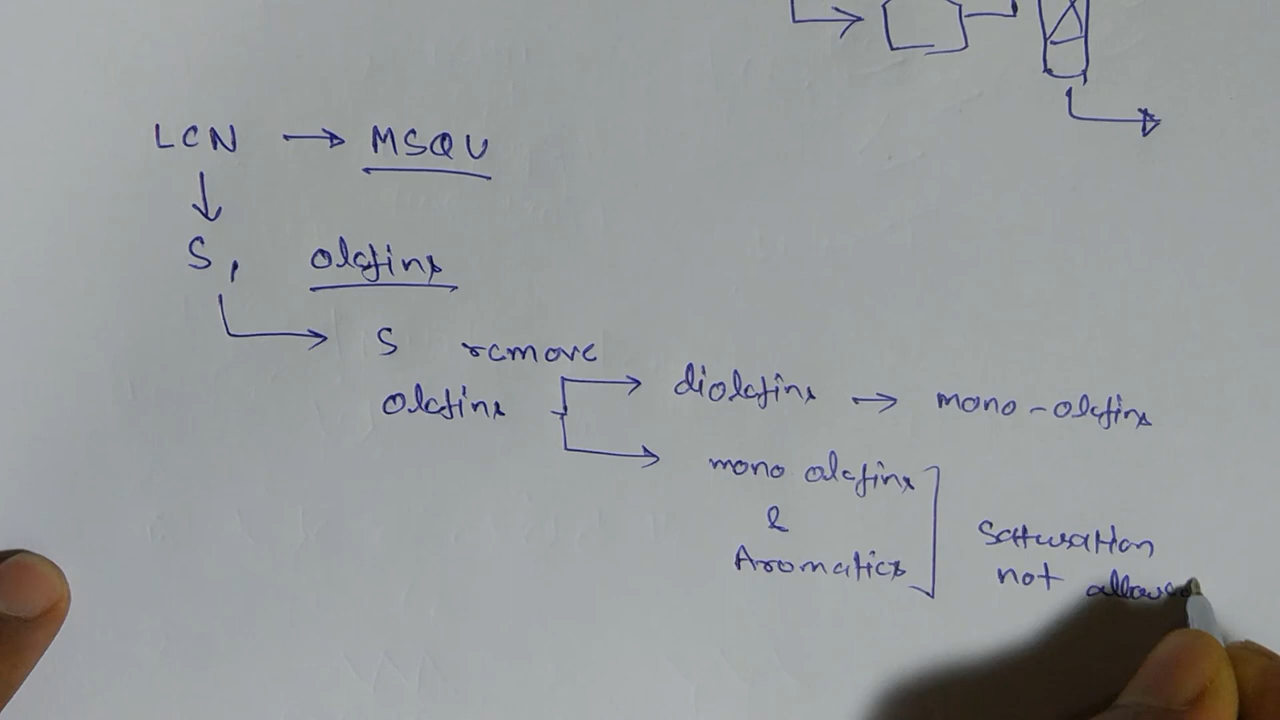 LCN → MSQU
↓
S, olefins
→ S remove
olefins → diolefins → mono-olefins
→ mono olefins
&
Aromatics
Saturation
not allowed